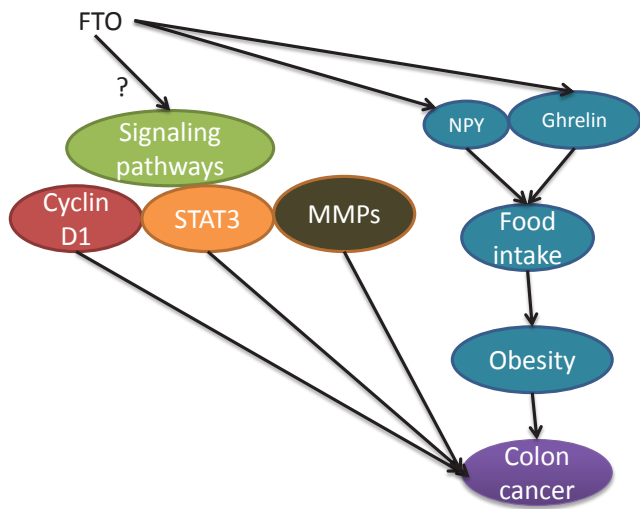 FTO
?
Signaling
pathways
NPY
Ghrelin
Cyclin
D1
STAT3
MMPs
Food
intake
Obesity
Colon
cancer